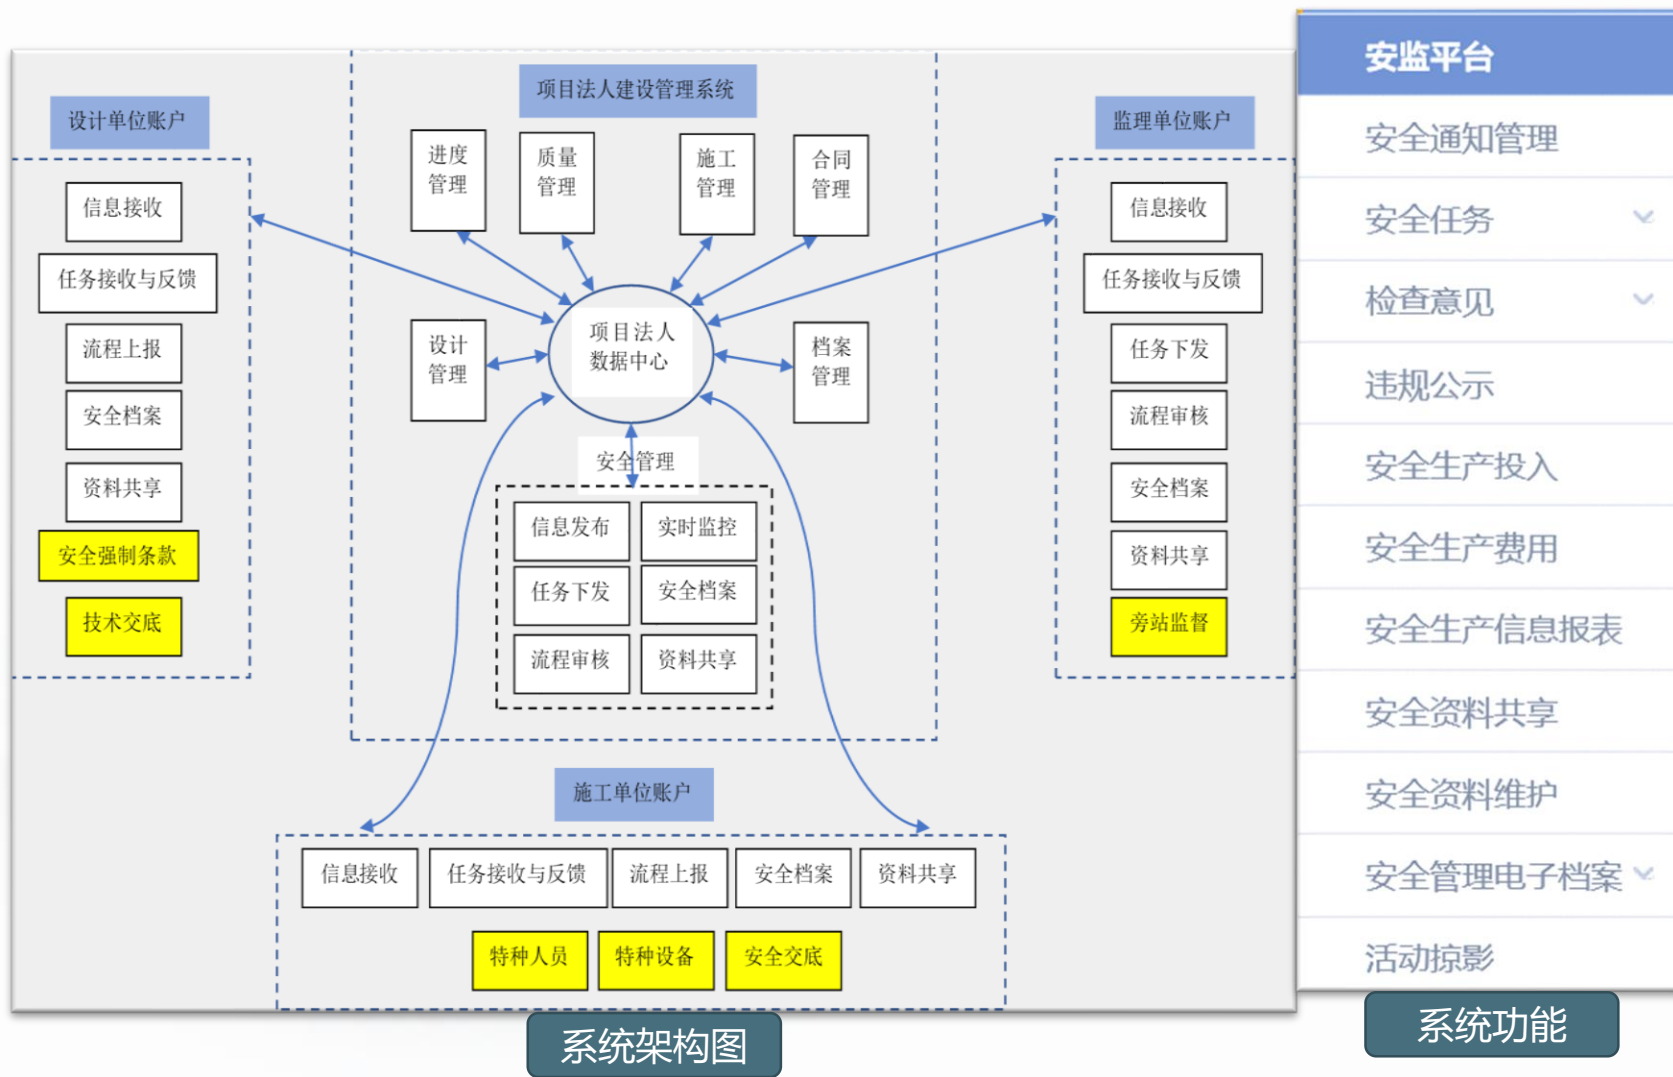 项目法人建设管理系统
进度
管理
质量
管理
施工
管理
合同
管理
设计
管理
项目法人
数据中心
档案
管理
安全管理
信息发布
实时监控
任务下发
安全档案
流程审核
资料共享
设计单位账户
信息接收
任务接收与反馈
流程上报
安全档案
资料共享
安全强制条款
技术交底
监理单位账户
信息接收
任务接收与反馈
任务下发
流程审核
安全档案
资料共享
旁站监督
施工单位账户
信息接收
任务接收与反馈
流程上报
安全档案
资料共享
特种人员
特种设备
安全交底
系统架构图
安监平台
安全通知管理
安全任务
检查意见
违规公示
安全生产投入
安全生产费用
安全生产信息报表
安全资料共享
安全资料维护
安全管理电子档案
活动掠影
系统功能